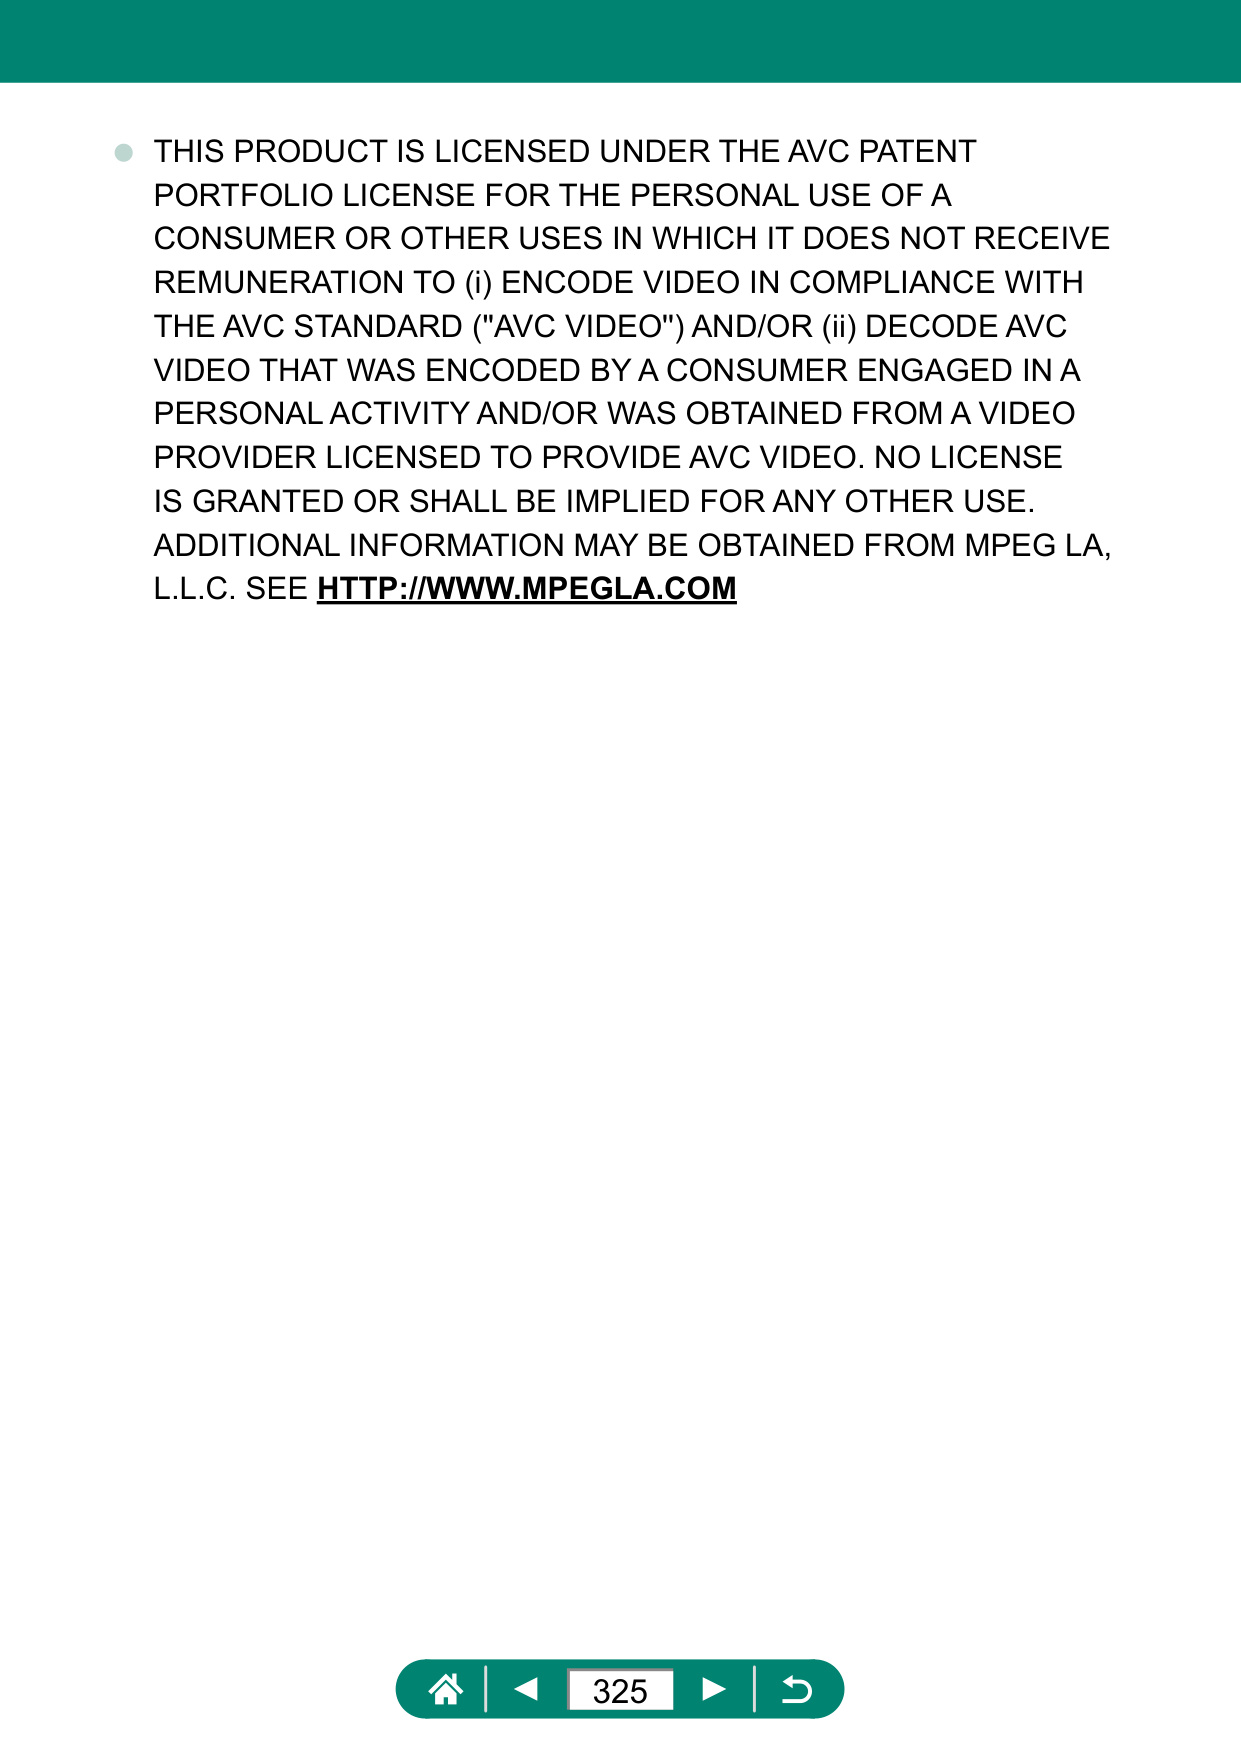 THIS PRODUCT IS LICENSED UNDER THE AVC PATENT
PORTFOLIO LICENSE FOR THE PERSONAL USE OF A
CONSUMER OR OTHER USES IN WHICH IT DOES NOT RECEIVE
REMUNERATION TO (i) ENCODE VIDEO IN COMPLIANCE WITH
THE AVC STANDARD ("AVC VIDEO") AND/OR (ii) DECODE AVC
VIDEO THAT WAS ENCODED BY A CONSUMER ENGAGED IN A
PERSONAL ACTIVITY AND/OR WAS OBTAINED FROM A VIDEO
PROVIDER LICENSED TO PROVIDE AVC VIDEO. NO LICENSE
IS GRANTED OR SHALL BE IMPLIED FOR ANY OTHER USE.
ADDITIONAL INFORMATION MAY BE OBTAINED FROM MPEG LA,
L.L.C. SEE HTTP://WWW.MPEGLA.COM
325